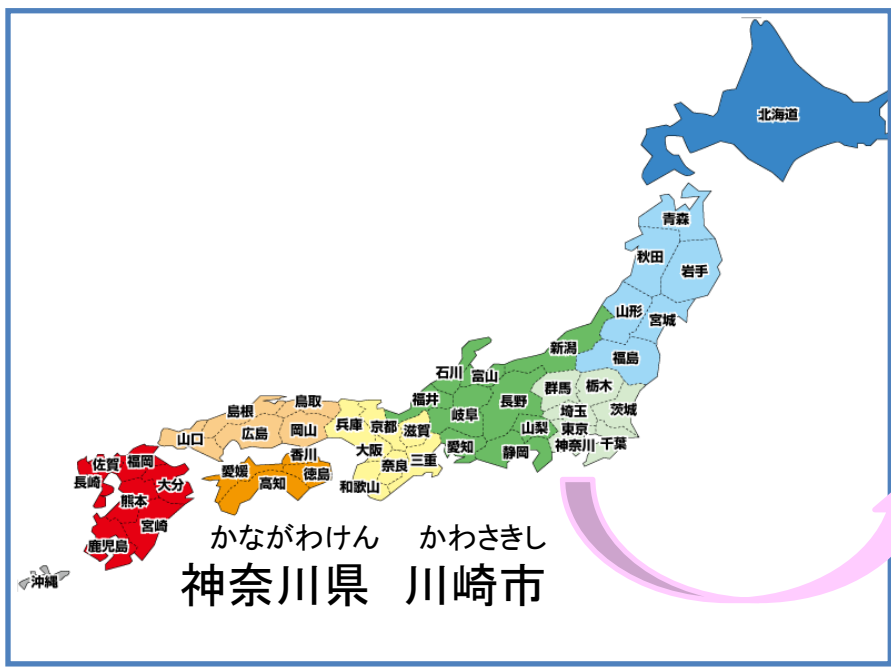 北海道
青森
秋田
岩手
山形
宮城
新潟
福島
石川
富山
群馬
栃木
福井
長野
茨城
岐阜
埼玉
山梨
東京
愛知
静岡
神奈川
千葉
鳥取
島根
兵庫
京都
滋賀
山口
広島
岡山
大阪
奈良
三重
和歌山
香川
愛媛
徳島
高知
佐賀
福岡
長崎
大分
熊本
宮崎
鹿児島
沖縄
かながわけん かわさきし
神奈川県 川崎市